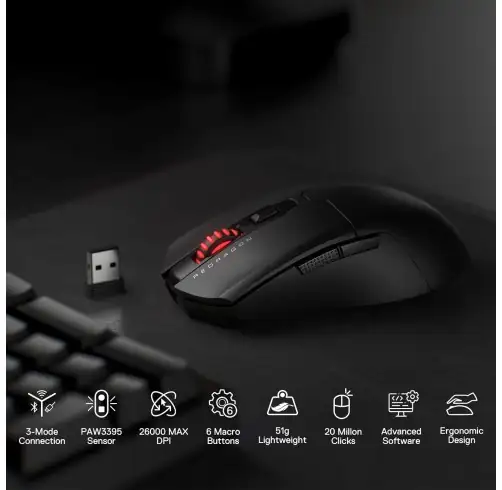 REDRAGON
3-Mode
Connection
PAW3395
Sensor
26000 MAX
DPI
6 Macro
Buttons
51g
Lightweight
20 Millon
Clicks
Advanced
Software
Ergonomic
Design